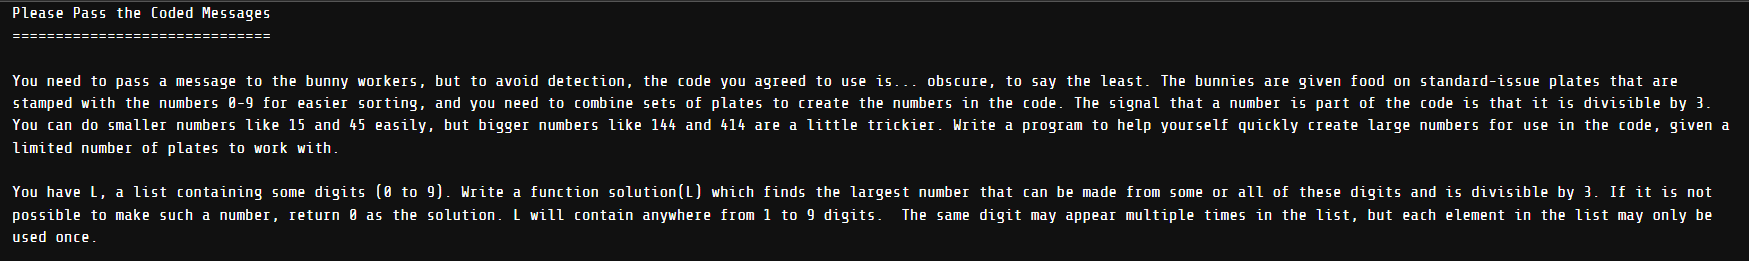 Please Pass the Coded Messages
==============================
You need to pass a message to the bunny workers, but to avoid detection, the code you agreed to use is... obscure, to say the least. The bunnies are given food on standard-issue plates that are
stamped with the numbers 0-9 for easier sorting, and you need to combine sets of plates to create the numbers in the code. The signal that a number is part of the code is that it is divisible by 3.
You can do smaller numbers like 15 and 45 easily, but bigger numbers like 144 and 414 are a little trickier. Write a program to help yourself quickly create large numbers for use in the code, given a
limited number of plates to work with.
You have L, a list containing some digits (0 to 9). Write a function solution(L) which finds the largest number that can be made from some or all of these digits and is divisible by 3. If it is not
possible to make such a number, return 0 as the solution. L will contain anywhere from 1 to 9 digits.  The same digit may appear multiple times in the list, but each element in the list may only be
used once.